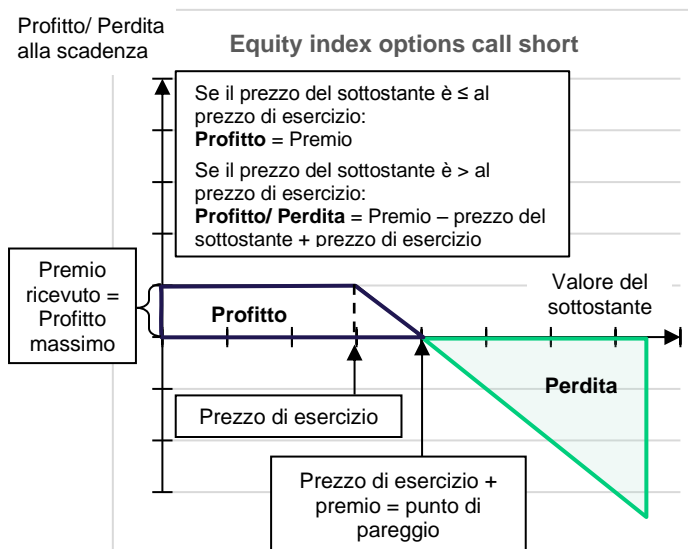 Profitto/ Perdita
alla scadenza
Equity index options call short
Se il prezzo del sottostante è ≤ al
prezzo di esercizio:
Profitto = Premio
Se il prezzo del sottostante è > al
prezzo di esercizio:
Profitto/ Perdita = Premio – prezzo del
sottostante + prezzo di esercizio
Premio
ricevuto =
Profitto
massimo
Profitto
Valore del
sottostante
Perdita
Prezzo di esercizio
Prezzo di esercizio +
premio = punto di
pareggio